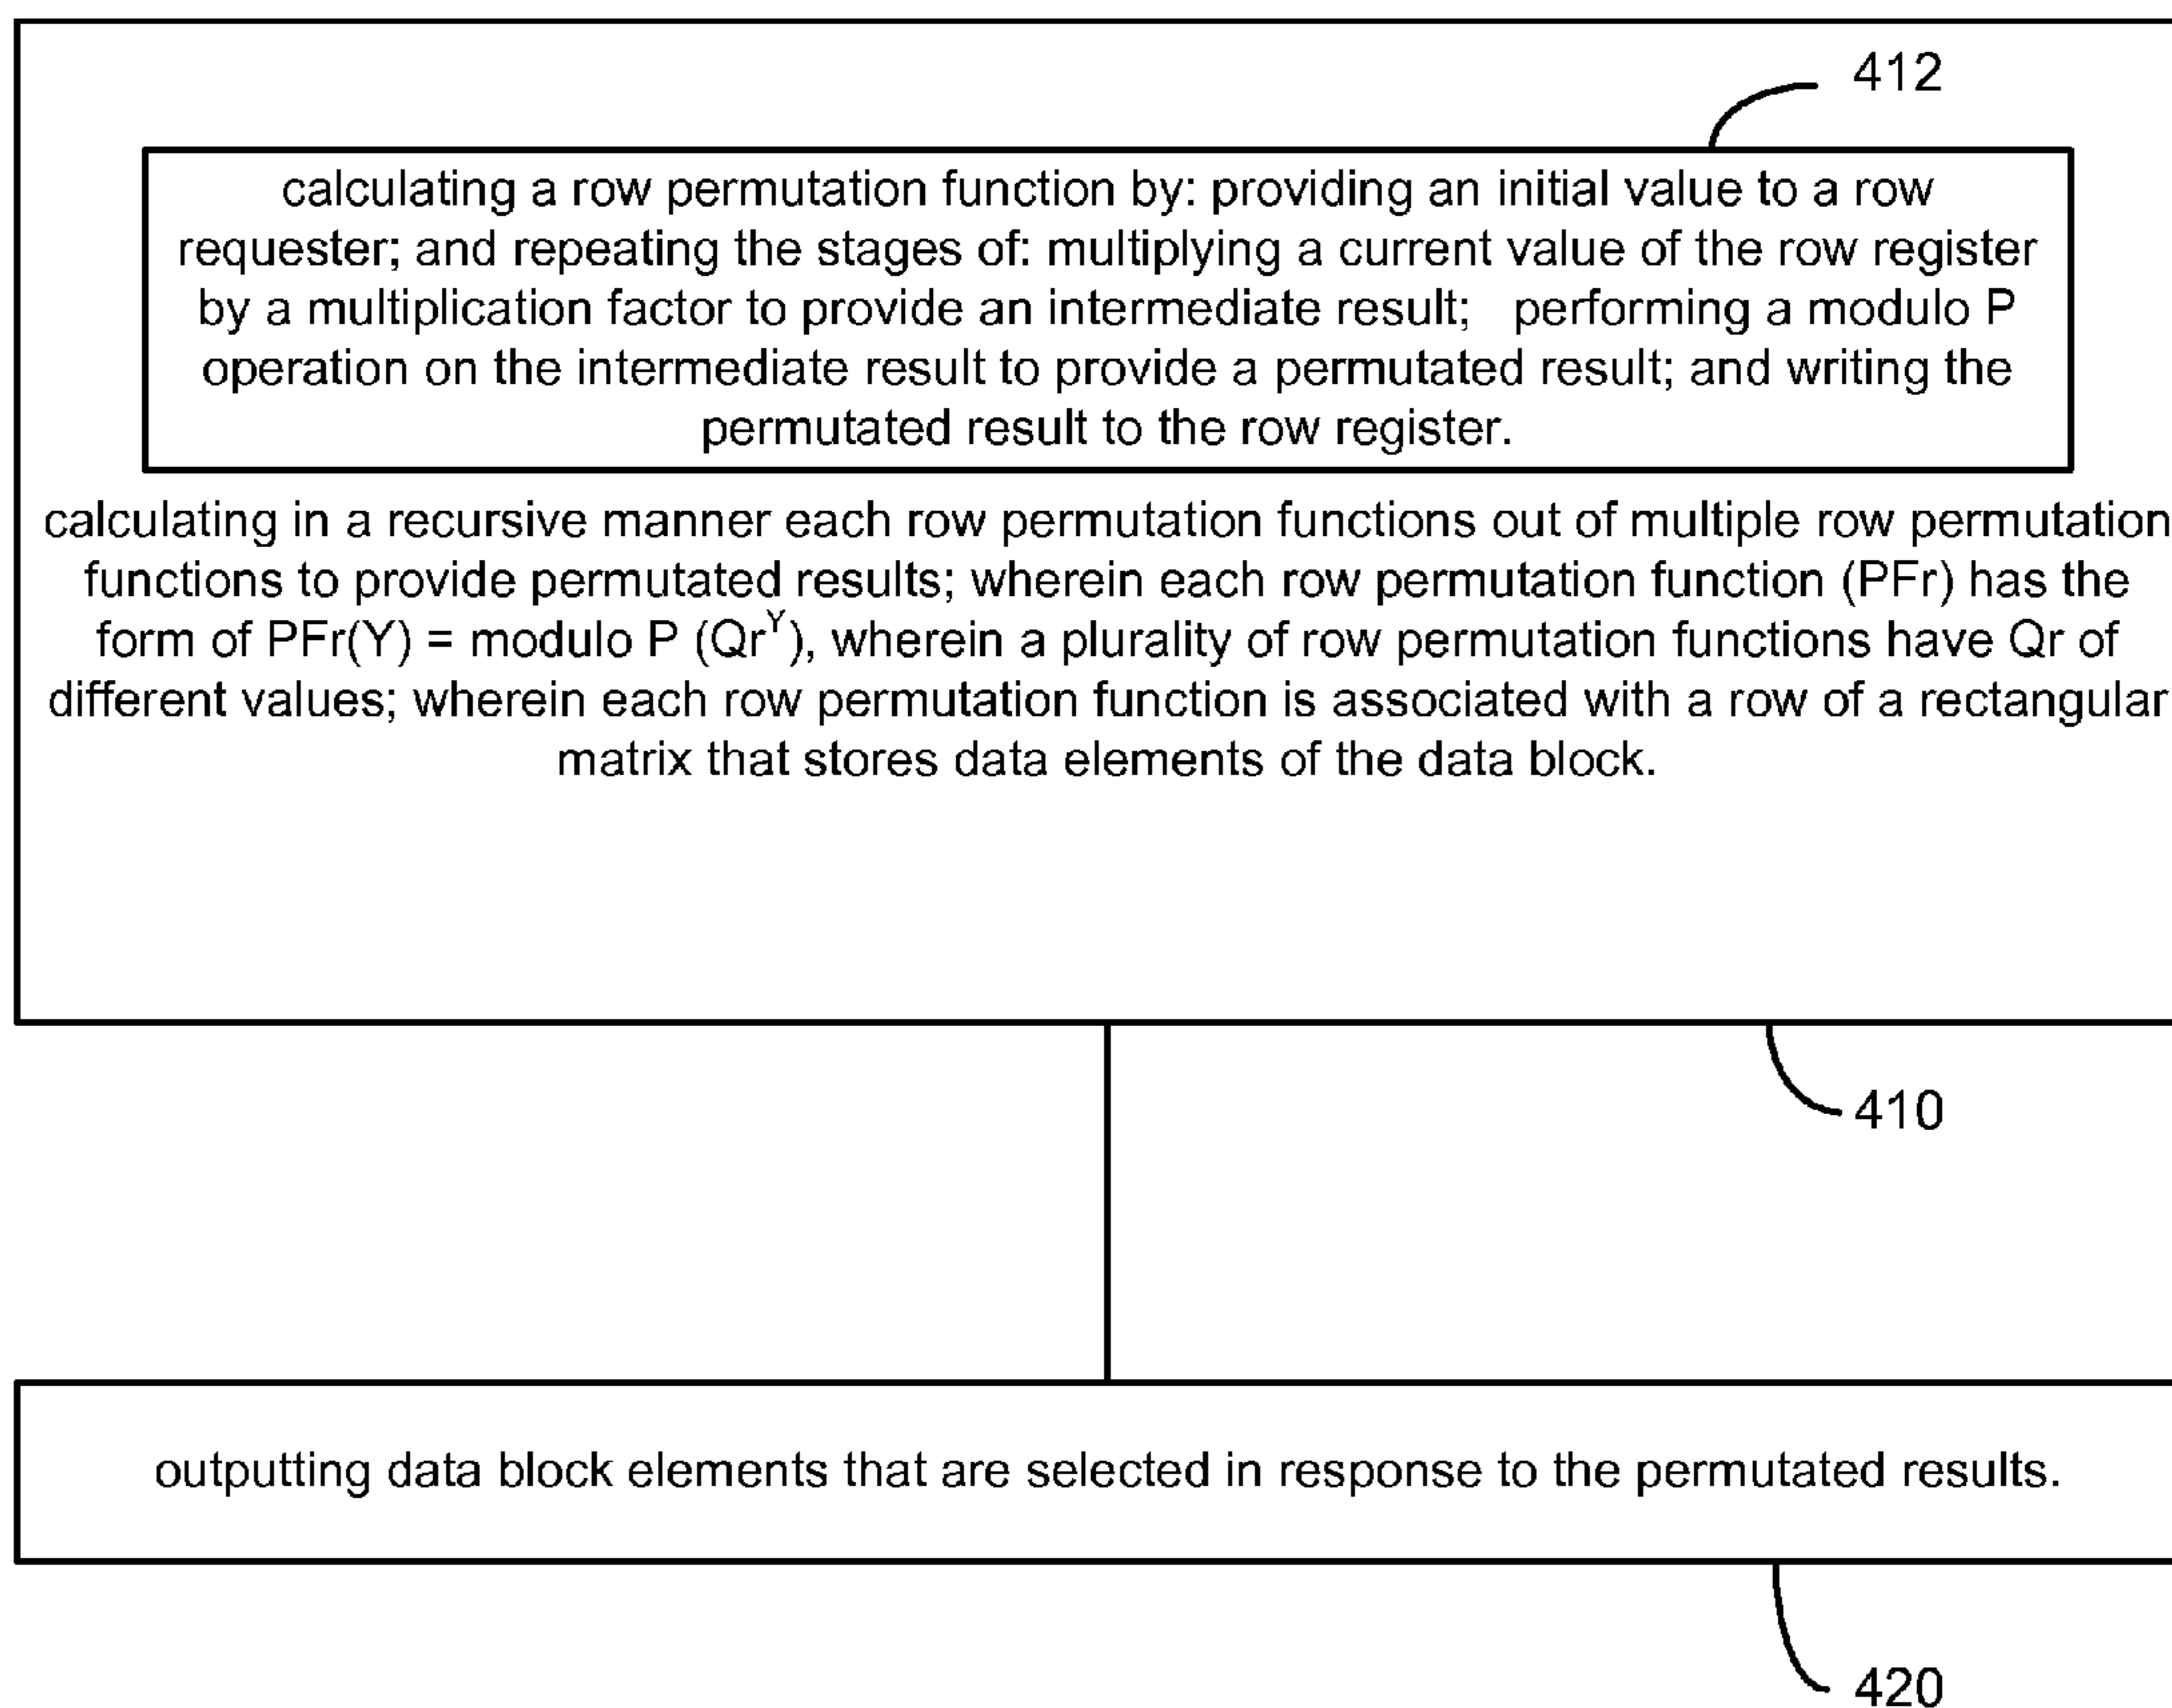 412
calculating a row permutation function by: providing an initial value to a row
requester; and repeating the stages of: multiplying a current value of the row register
by a multiplication factor to provide an intermediate result; performing a modulo P
operation on the intermediate result to provide a permutated result; and writing the
permutated result to the row register.
calculating in a recursive manner each row permutation functions out of multiple row permutation
functions to provide permutated results; wherein each row permutation function (PFr) has the
form of PFr(Y) = modulo P (Qr^Y), wherein a plurality of row permutation functions have Qr of
different values; wherein each row permutation function is associated with a row of a rectangular
matrix that stores data elements of the data block.
410
outputting data block elements that are selected in response to the permutated results.
420